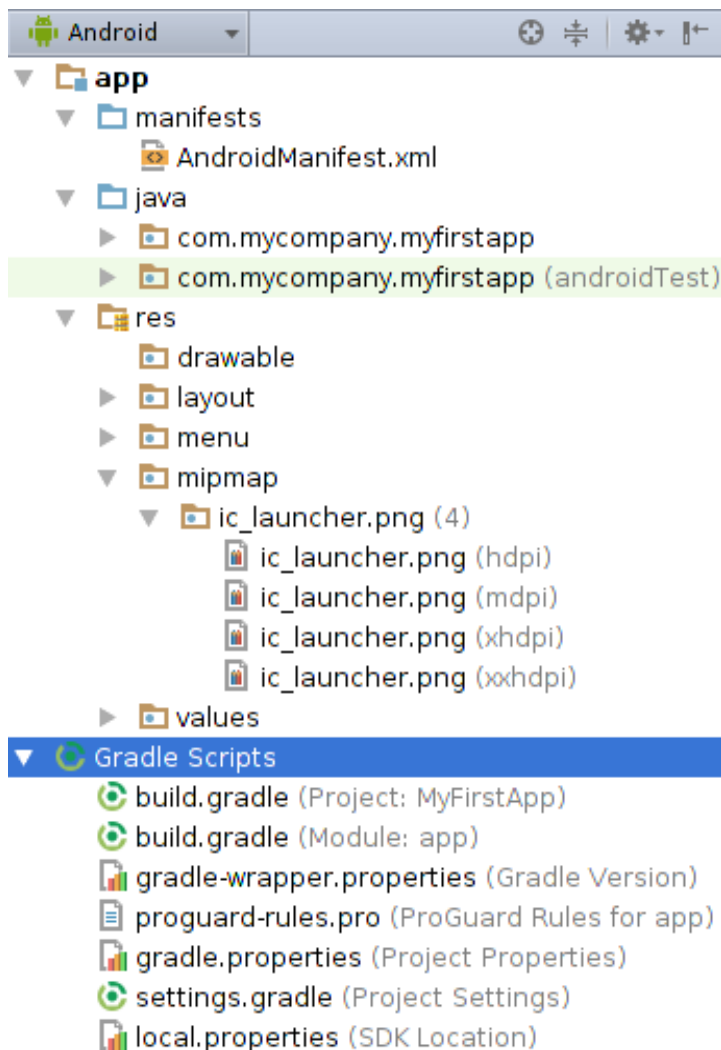 Android
app
manifests
AndroidManifest.xml
java
com.mycompany.myfirstapp
com.mycompany.myfirstapp (androidTest)
res
drawable
layout
menu
mipmap
ic_launcher.png (4)
ic_launcher.png (hdpi)
ic_launcher.png (mdpi)
ic_launcher.png (xhdpi)
ic_launcher.png (xxhdpi)
values
Gradle Scripts
build.gradle (Project: MyFirstApp)
build.gradle (Module: app)
gradle-wrapper.properties (Gradle Version)
proguard-rules.pro (ProGuard Rules for app)
gradle.properties (Project Properties)
settings.gradle (Project Settings)
local.properties (SDK Location)